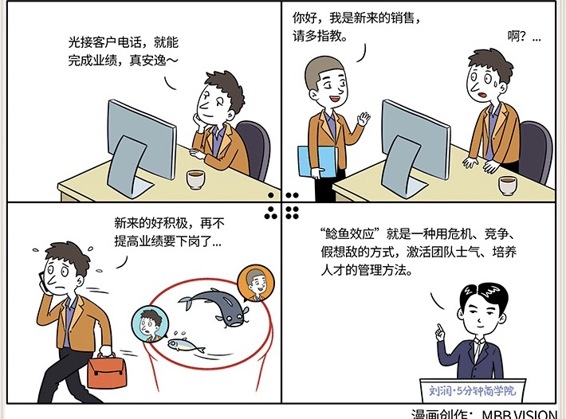 光接客户电话，就能
完成业绩，真安逸～
你好，我是新来的销售，
请多指教。
啊？...
新来的好积极，再不
提高业绩要下岗了...
“鲶鱼效应”就是一种用危机、竞争、
假想敌的方式，激活团队士气、培养
人才的管理方法。
刘润·5分钟商学院
漫画创作：MBB VISION